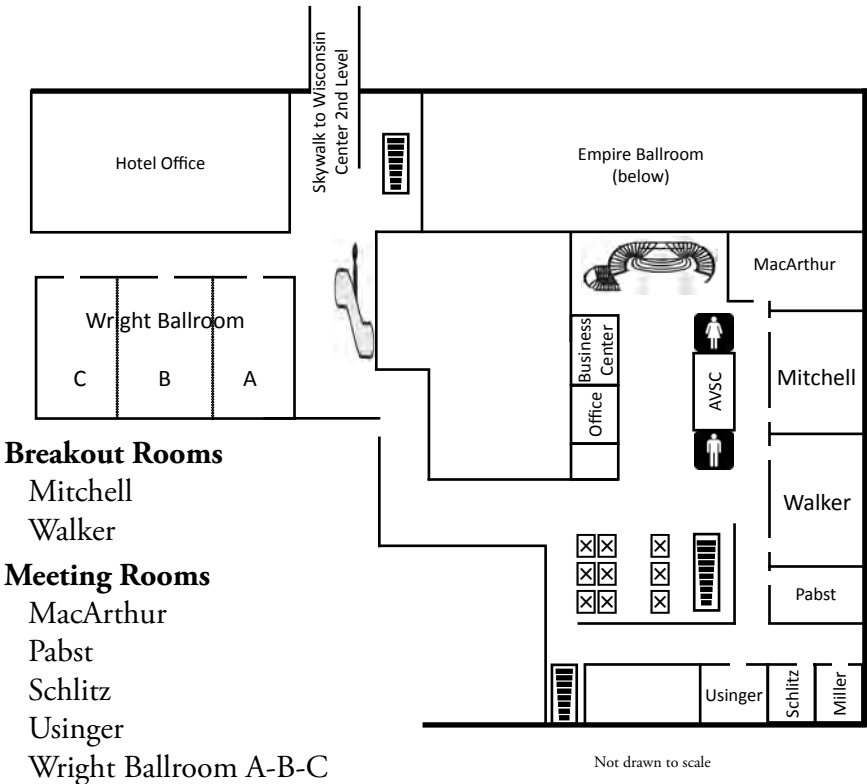 Skywalk to Wisconsin
Center 2nd Level
Hotel Office
Empire Ballroom
(below)
MacArthur
Wright Ballroom
C
B
A
Business
Center
Office
AVSC
Mitchell
Walker
Pabst
Usinger
Schlitz
Miller
Breakout Rooms
Mitchell
Walker
Meeting Rooms
MacArthur
Pabst
Schlitz
Usinger
Wright Ballroom A-B-C
Not drawn to scale